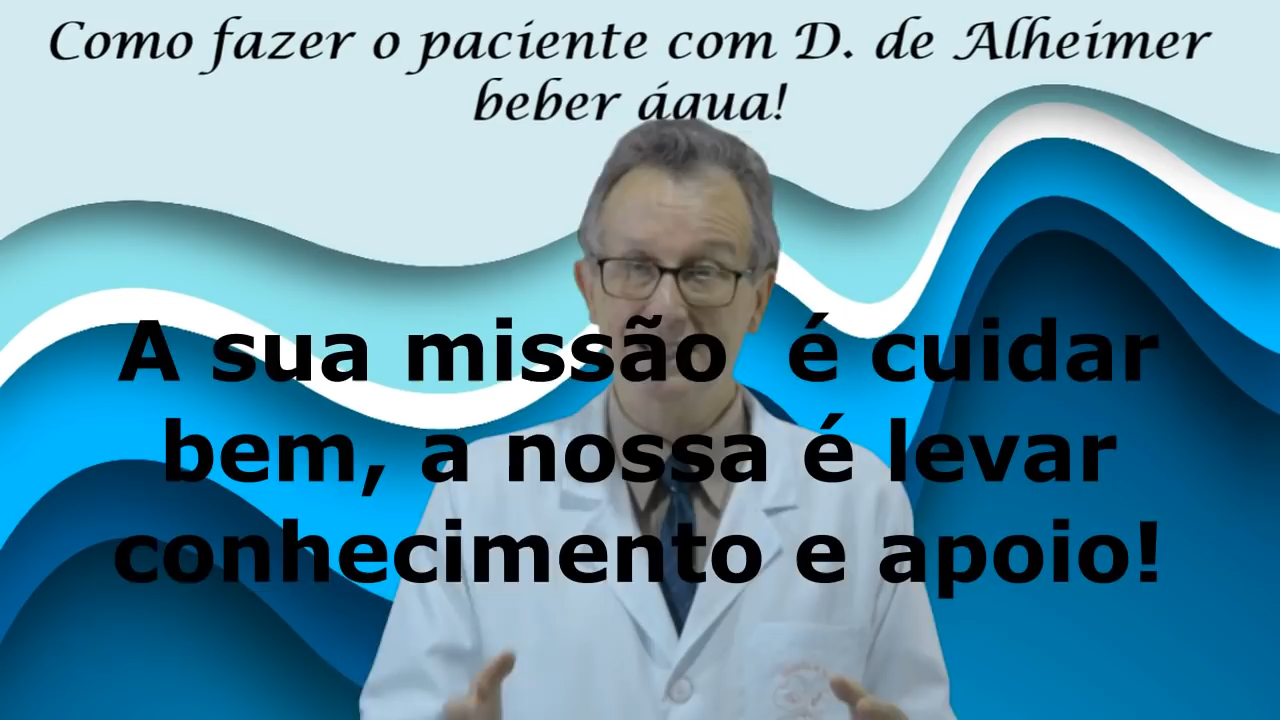 Como fazer o paciente com D. de Alheimer
beber água!
A sua missão é cuidar
bem, a nossa é levar
conhecimento e apoio!